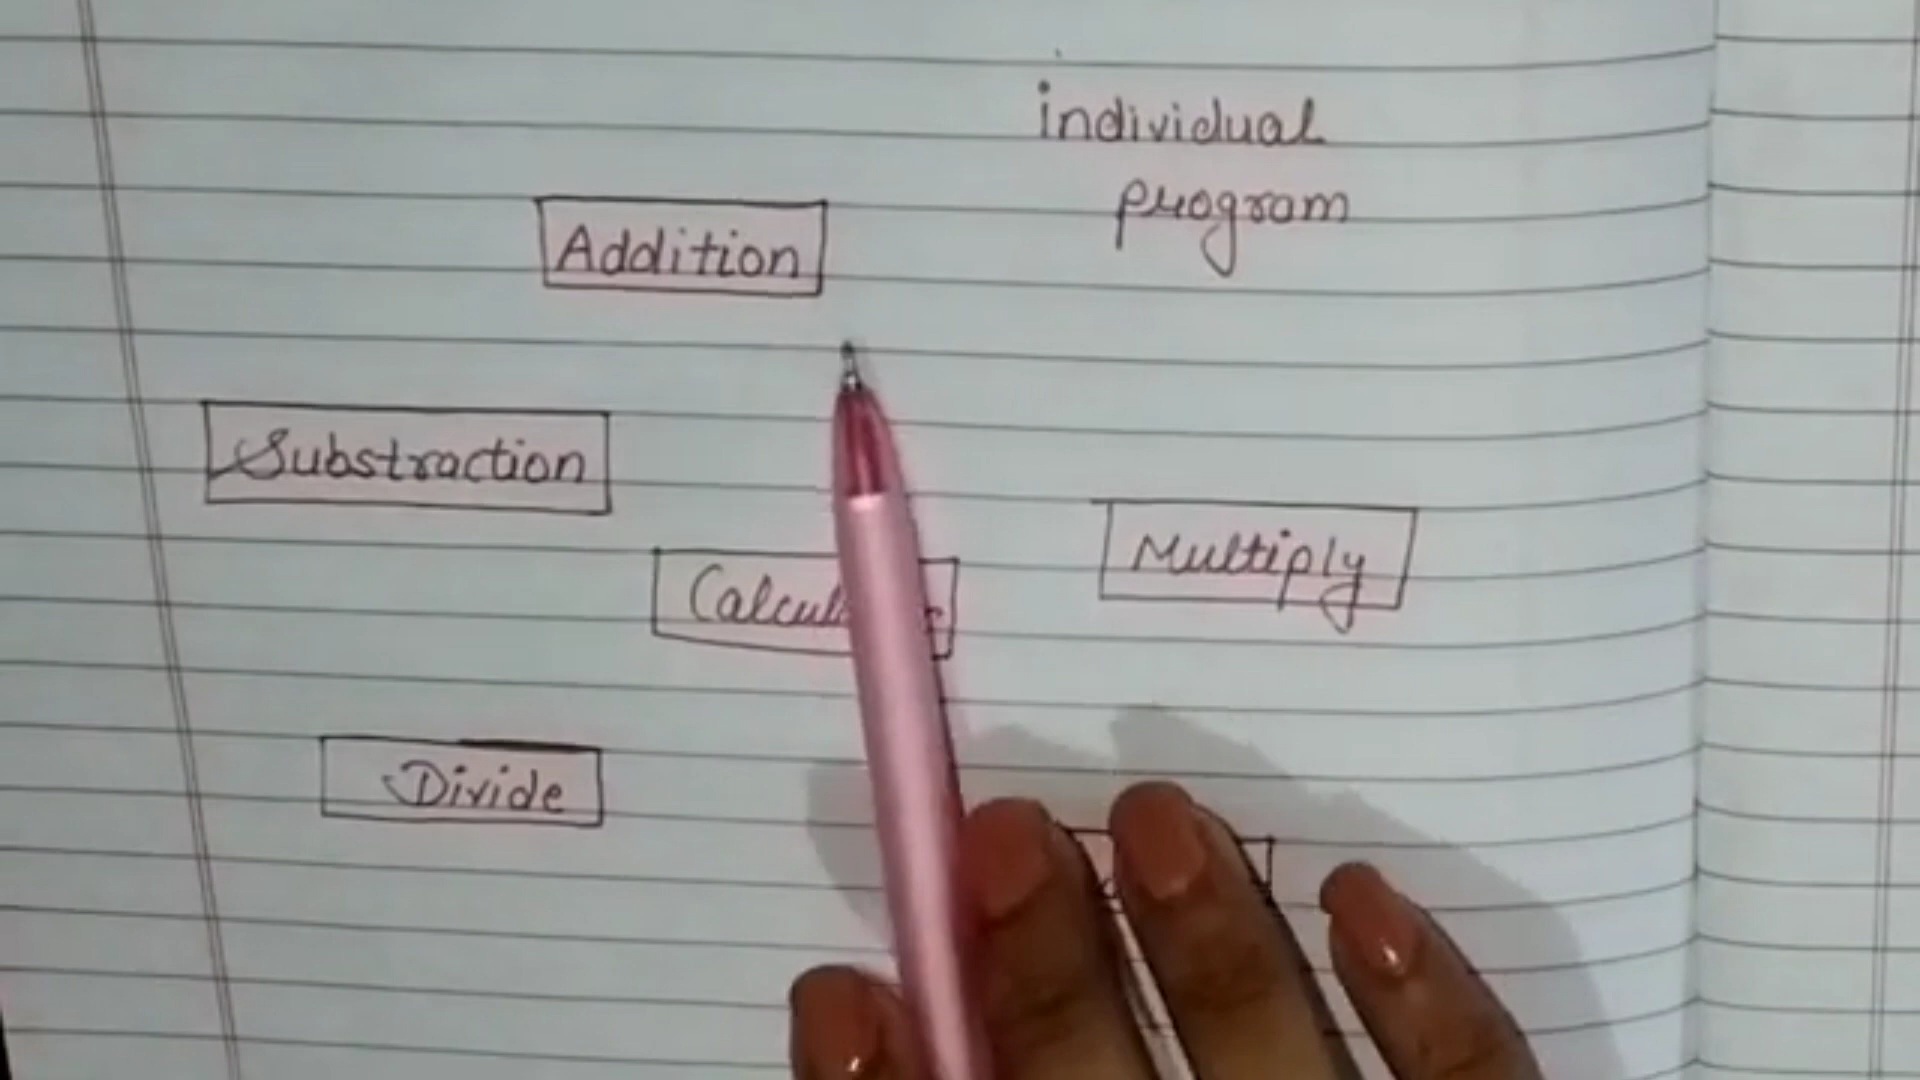 individual
program
Addition
Substraction
Multiply
Divide